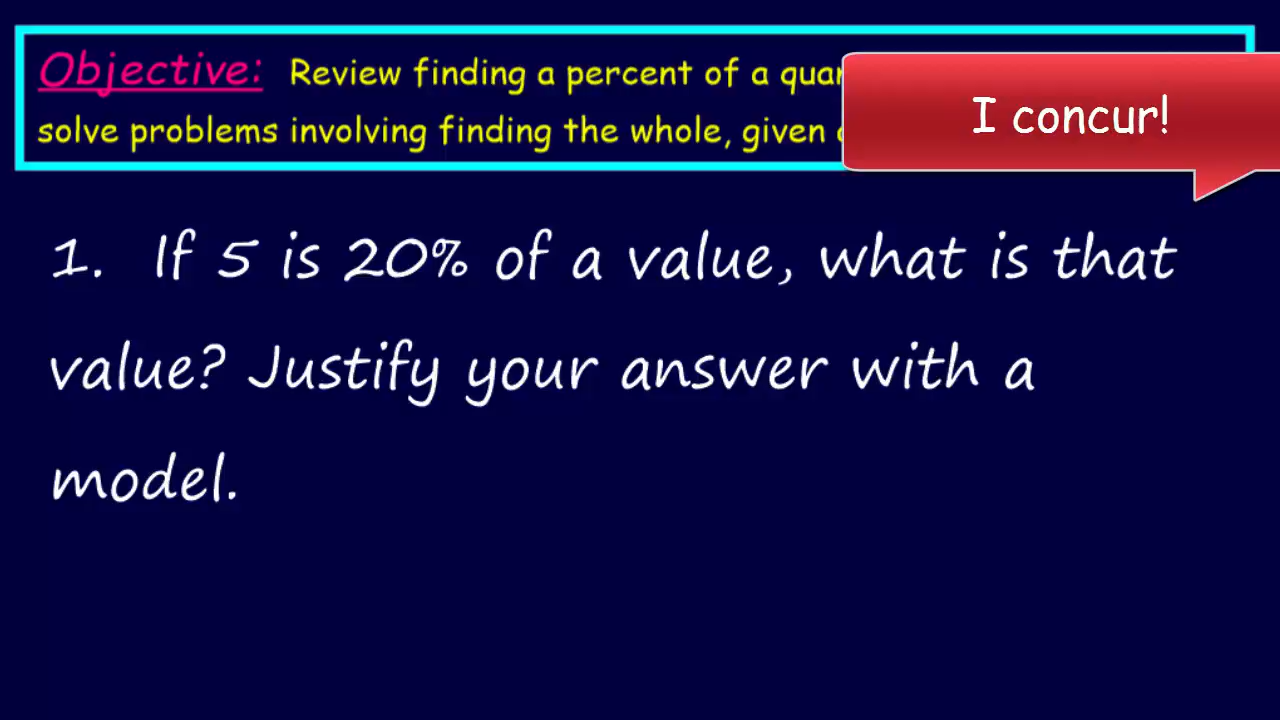 Objective: Review finding a percent of a
solve problems involving finding the whole, given
I concur!
1. If 5 is 20% of a value, what is that
value? Justify your answer with a
model.